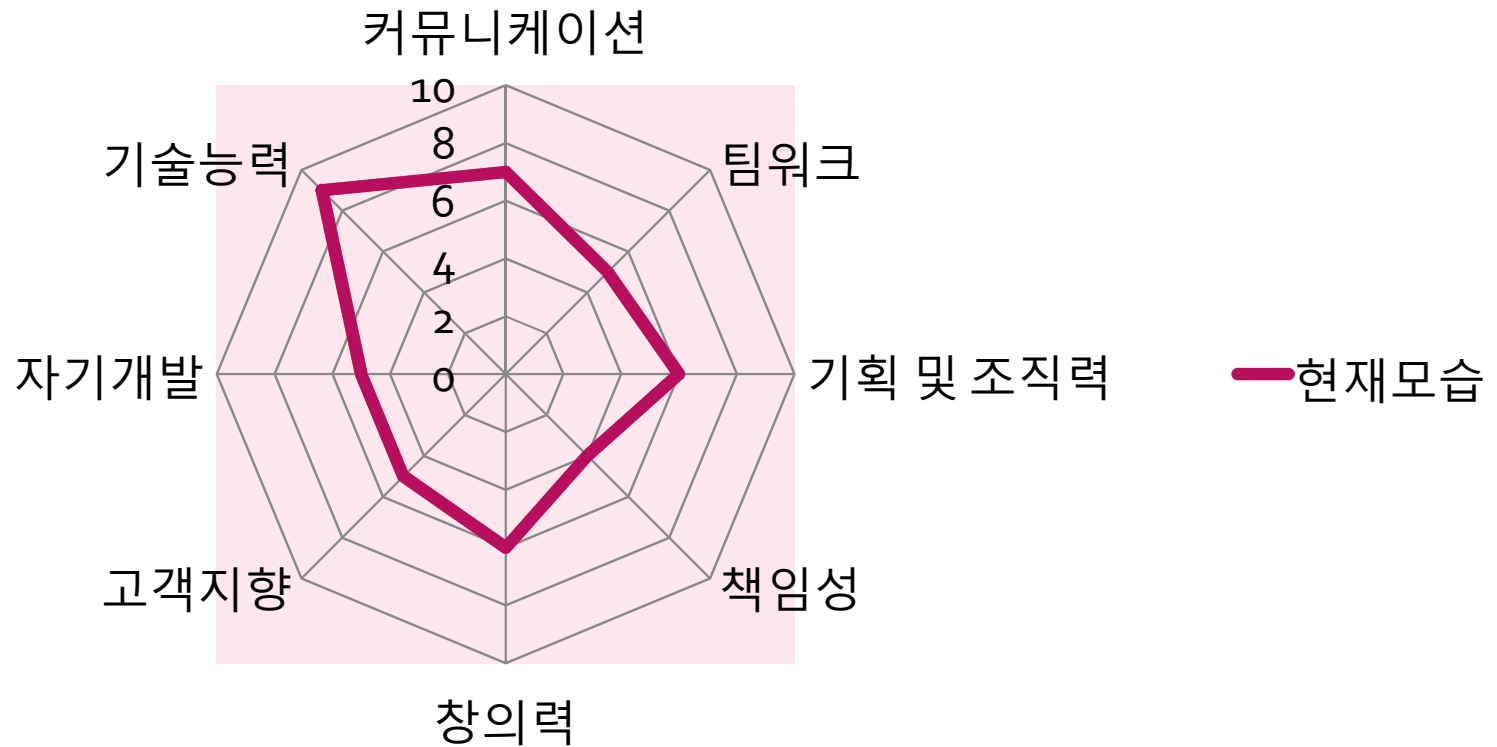 커뮤니케이션
10
8
6
4
2
0
팀워크
기획 및 조직력
책임성
창의력
고객지향
자기개발
기술능력
현재모습